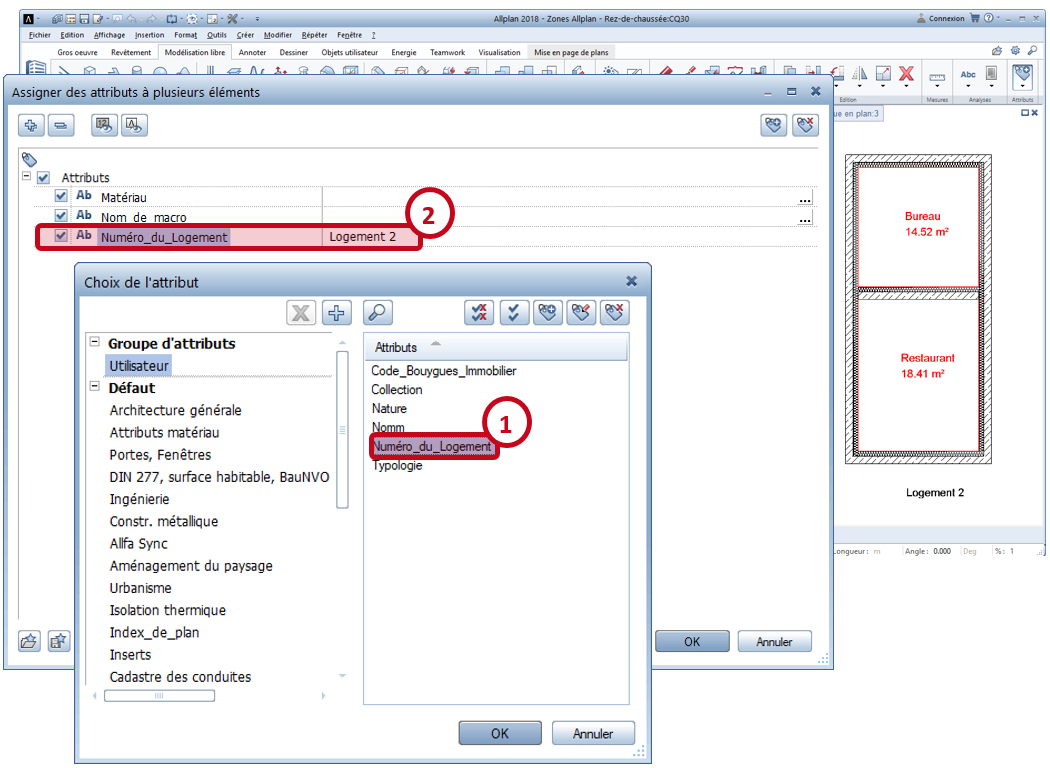 Allplan 2018 - Zones Allplan - Rez-de-chaussée:CQ30
Connexion
Fichier Edition Affichage Insertion Format Outils Créer Modifier Répéter Fenêtre ?
Gros oeuvre Revêtement Modélisation libre Annoter Dessiner Objets utilisateur Energie Teamwork Visualisation Mise en page de plans
Abc
Edition Mesures Analyses Attributs
Assigner des attributs à plusieurs éléments
ue en plan:3
Attributs
Ab Matériau ...
Ab Nom_de_macro ...
Ab Numéro_du_Logement Logement 2
2
Choix de l'attribut
Groupe d'attributs
Utilisateur
Défaut
Architecture générale
Attributs matériau
Portes, Fenêtres
DIN 277, surface habitable, BauNVO
Ingénierie
Constr. métallique
Allfa Sync
Aménagement du paysage
Urbanisme
Isolation thermique
Index_de_plan
Inserts
Cadastre des conduites
Attributs
Code_Bouygues_Immobilier
Collection
Nature
Nomm
Numéro_du_Logement
Typologie
1
OK Annuler
OK Annuler
Bureau
14.52 m²
Restaurant
18.41 m²
Logement 2
ongueur: m Angle: 0.000 Deg %: 1